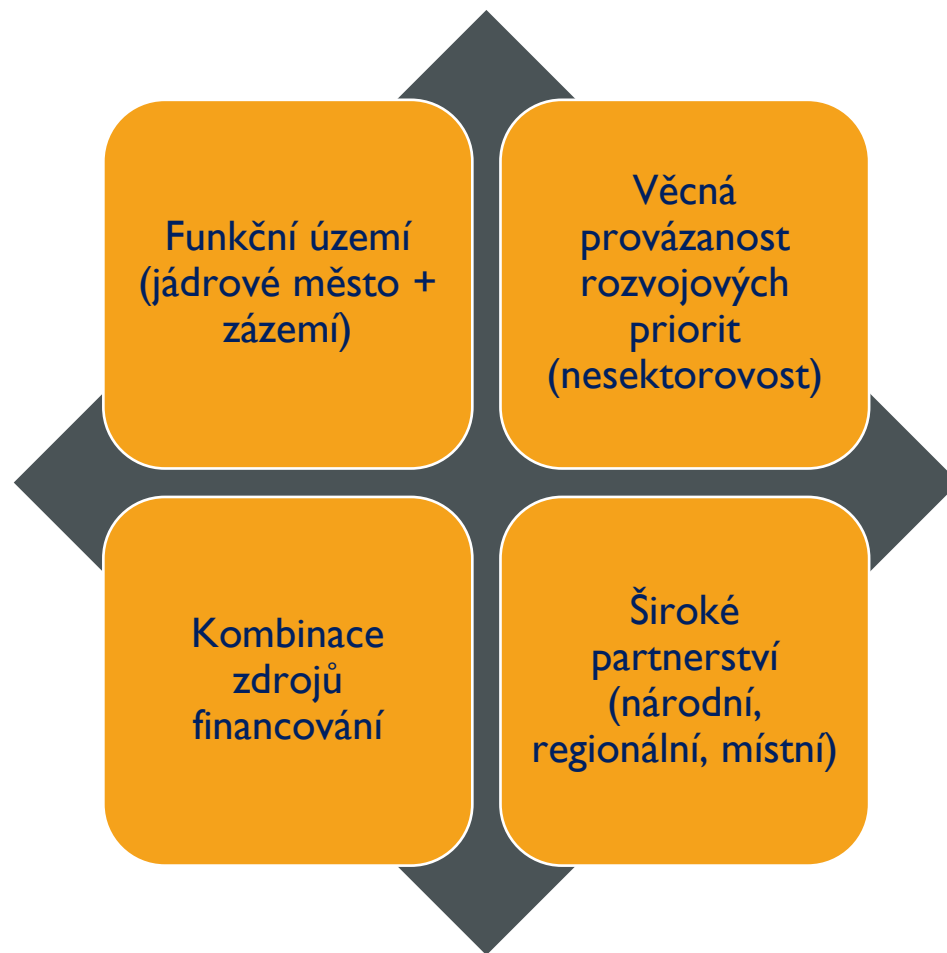 Funkční území
(jádrové město +
zázemí)
Věcná
provázanost
rozvojových
priorit
(nesektorovost)
Kombinace
zdrojů
financování
Široké
partnerství
(národní,
regionální, místní)